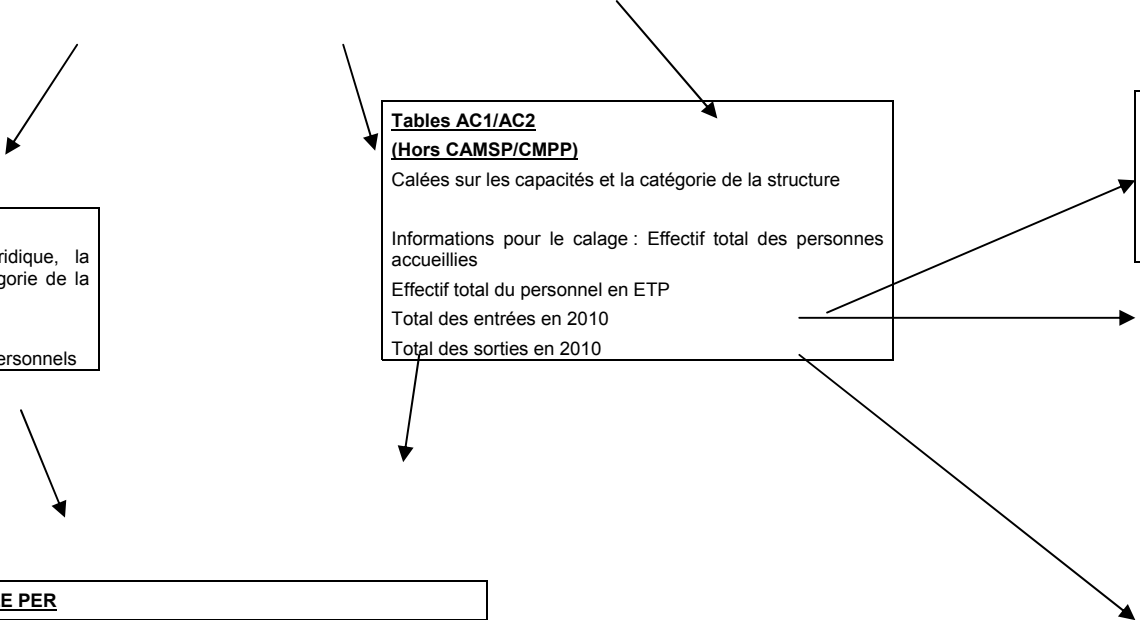 Tables AC1/AC2
(Hors CAMSP/CMPP)
Calées sur les capacités et la catégorie de la structure
Informations pour le calage : Effectif total des personnes
accueillies
Effectif total du personnel en ETP
Total des entrées en 2010
Total des sorties en 2010
ridique, la
gorie de la
ersonnels
E PER